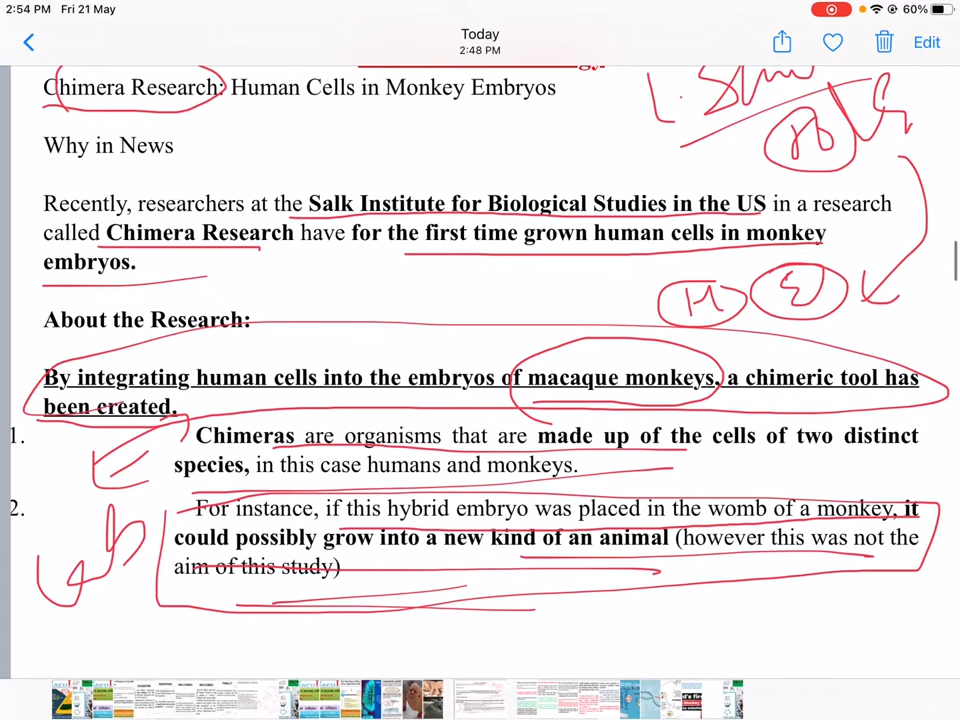 2:54 PM Fri 21 May
60%
Today
2:48 PM
Edit
Chimera Research: Human Cells in Monkey Embryos
Why in News
Recently, researchers at the Salk Institute for Biological Studies in the US in a research
called Chimera Research have for the first time grown human cells in monkey
embryos.
H
About the Research:
By integrating human cells into the embryos of macaque monkeys, a chimeric tool has
been created.
1. Chimeras are organisms that are made up of the cells of two distinct
species, in this case humans and monkeys.
2. For instance, if this hybrid embryo was placed in the womb of a monkey, it
could possibly grow into a new kind of an animal (however this was not the
aim of this study)